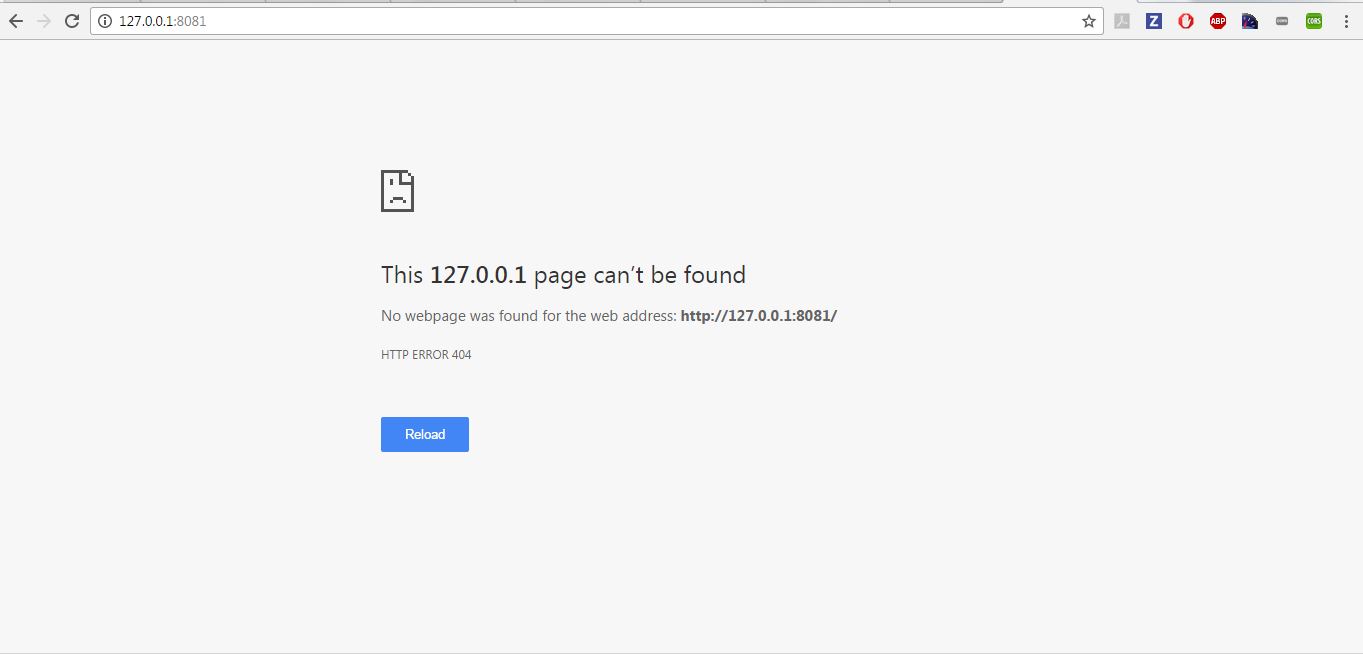 127.0.0.1:8081
Z ABP CORS
This 127.0.0.1 page can't be found
No webpage was found for the web address: http://127.0.0.1:8081/
HTTP ERROR 404
Reload